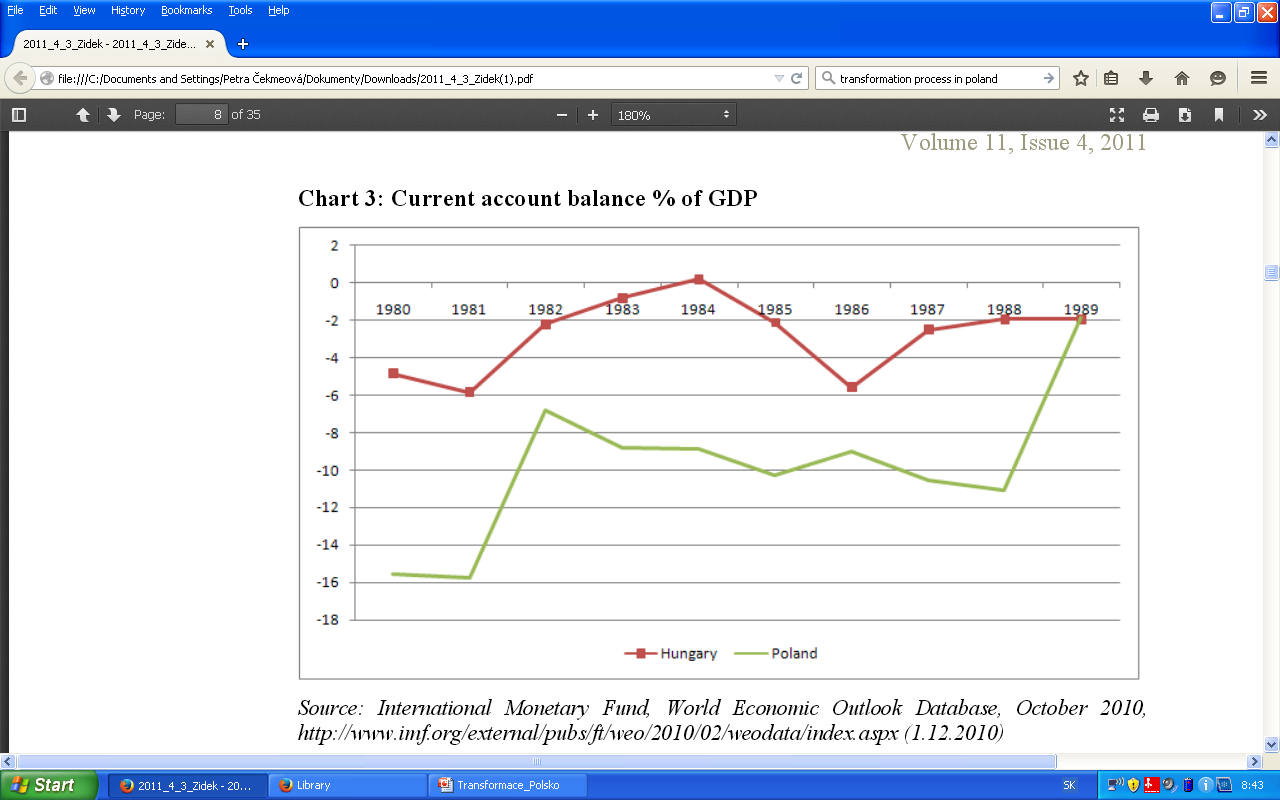 File Edit View History Bookmarks Tools Help
2011_4_3_Zidek - 2011_4_3_Zide...
file:///C:/Documents and Settings/Petra Čekmeová/Dokumenty/Downloads/2011_4_3_Zidek(1).pdf
transformation process in poland
Page: 8 of 35
180%
Volume 11, Issue 4, 2011
Chart 3: Current account balance % of GDP
2
0
1980 1981 1982 1983 1984 1985 1986 1987 1988 1989
-2
-4
-6
-8
-10
-12
-14
-16
-18
Hungary Poland
Source: International Monetary Fund, World Economic Outlook Database, October 2010,
http://www.imf.org/external/pubs/ft/weo/2010/02/weodata/index.aspx (1.12.2010)
Start 2011_4_3_Zidek - 20... Library Transformace_Polsko SK 8:43